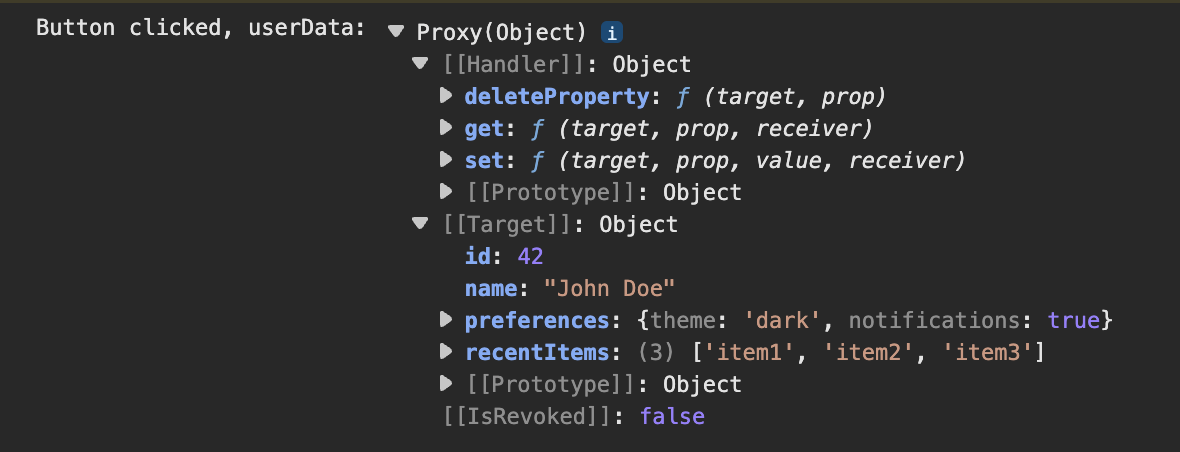 Button clicked, userData: Proxy(Object) i
[[Handler]]: Object
deleteProperty: ƒ (target, prop)
get: ƒ (target, prop, receiver)
set: ƒ (target, prop, value, receiver)
[[Prototype]]: Object
[[Target]]: Object
id: 42
name: "John Doe"
preferences: {theme: 'dark', notifications: true}
recentItems: (3) ['item1', 'item2', 'item3']
[[Prototype]]: Object
[[IsRevoked]]: false